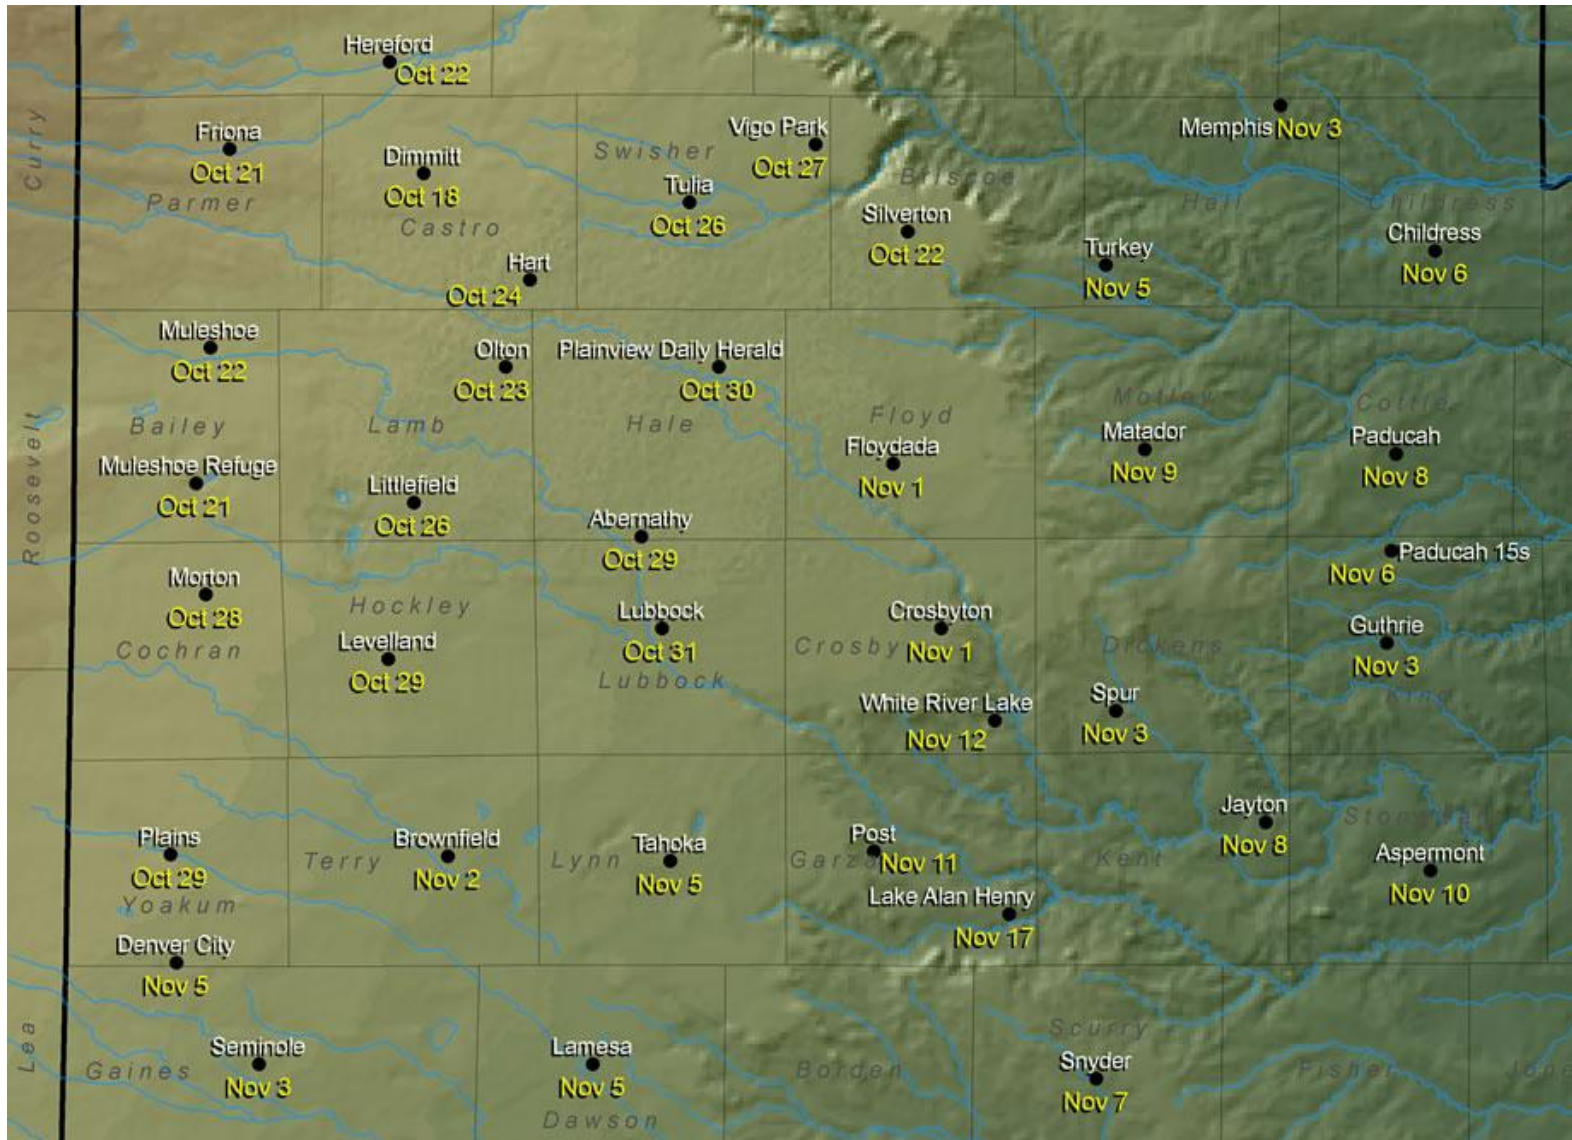 Hereford
Oct 22
Curry
Friona
Oct 21
Parmer
Dimmitt
Oct 18
Castro
Swisher
Tulia
Oct 26
Vigo Park
Oct 27
Briscoe
Silverton
Oct 22
Memphis Nov 3
Hall
Turkey
Nov 5
Childress
Childress
Nov 6
Hart
Oct 24
Muleshoe
Oct 22
Bailey
Olton
Oct 23
Lamb
Plainview Daily Herald
Oct 30
Hale
Floyd
Floydada
Nov 1
Motley
Matador
Nov 9
Cottle
Paducah
Nov 8
Roosevelt
Muleshoe Refuge
Oct 21
Littlefield
Oct 26
Abernathy
Oct 29
Paducah 15s
Nov 6
Morton
Oct 28
Cochran
Hockley
Levelland
Oct 29
Lubbock
Oct 31
Lubbock
Crosbyton
Crosby Nov 1
Dickens
Guthrie
Nov 3
King
White River Lake
Nov 12
Spur
Nov 3
Plains
Oct 29
Yoakum
Terry
Brownfield
Nov 2
Lynn
Tahoka
Nov 5
Post
Garza Nov 11
Kent
Jayton
Nov 8
Stonewall
Aspermont
Nov 10
Lake Alan Henry
Nov 17
Denver City
Nov 5
Lea
Gaines
Seminole
Nov 3
Lamesa
Nov 5
Dawson
Borden
Scurry
Snyder
Nov 7
Fisher
Jone